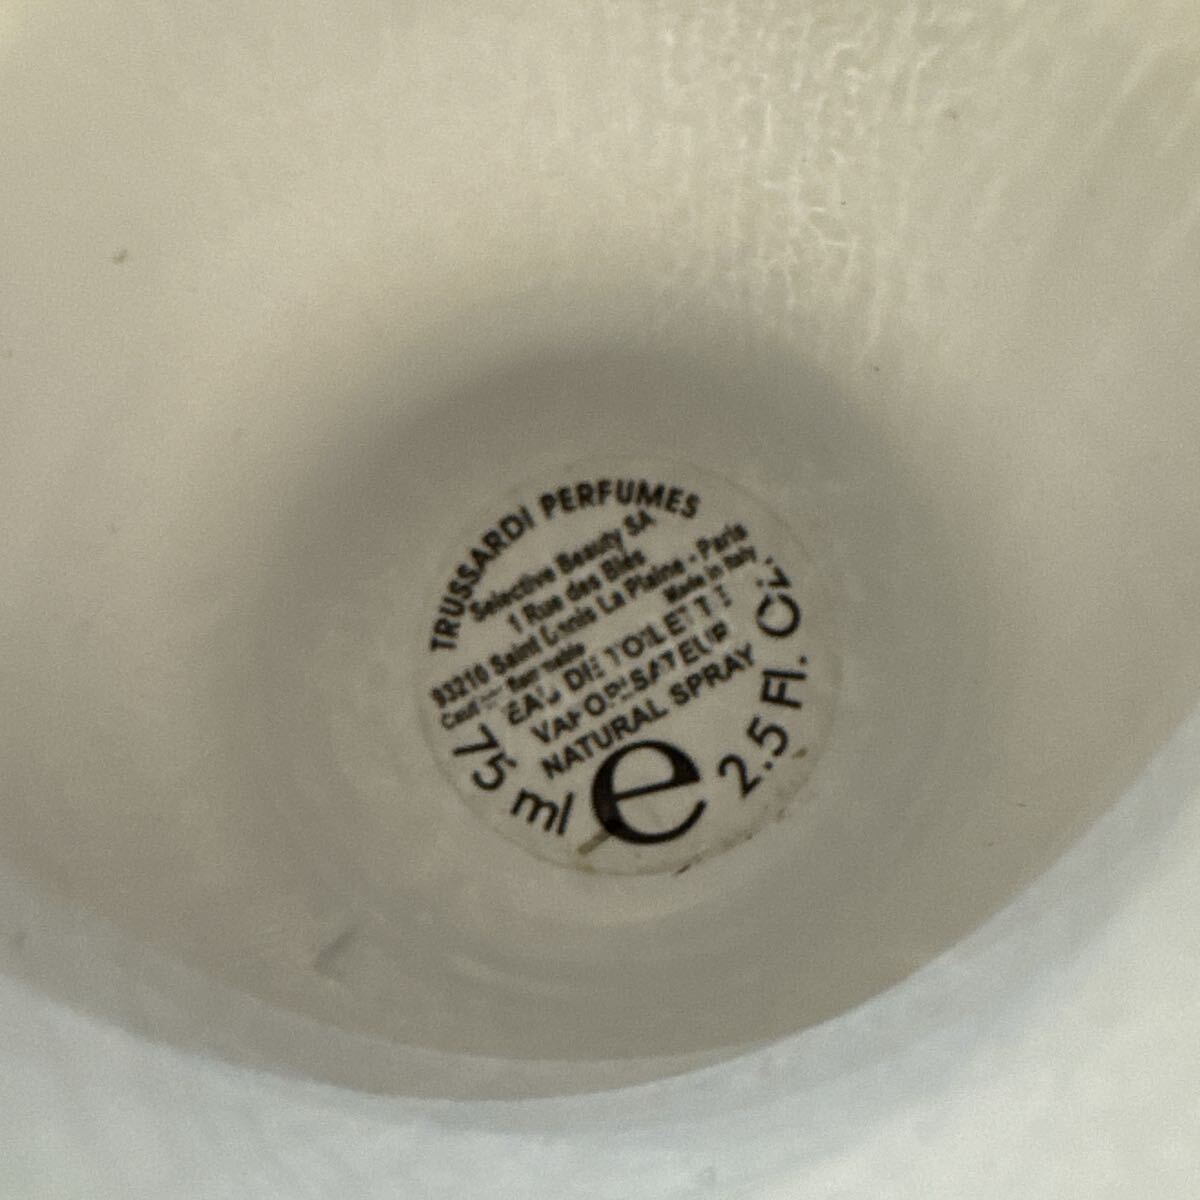 TRUSSARDI PERFUMES
Selective Beauty SA
1 Rue des Blés
93210 Saint Denis La Plaine - Paris
Made in Italy
EAU DE TOILETTE
VAPORISATEUR
NATURAL SPRAY
75 ml e 2.5 Fl. Oz.